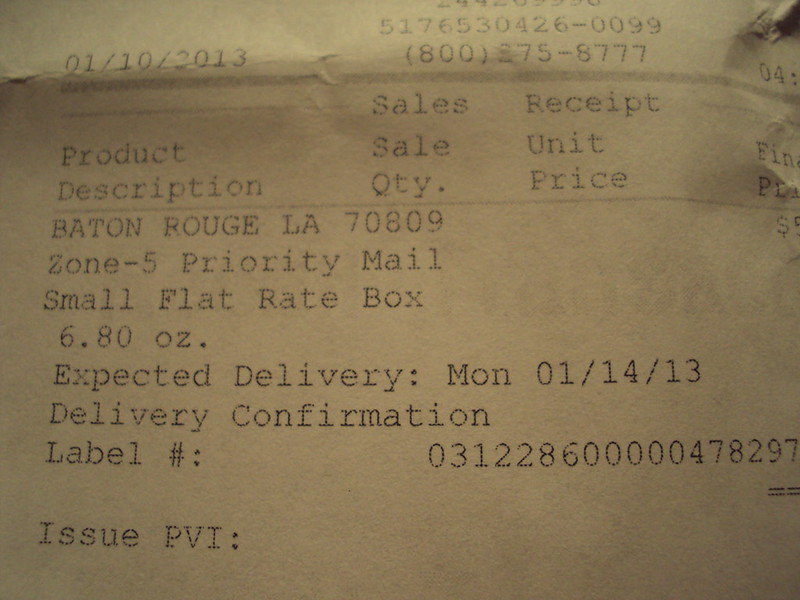 5176530426-0099
01/10/2013 (800)275-8777 04:
Sales Receipt
Product Sale Unit
Description Qty. Price
BATON ROUGE LA 70809
Zone-5 Priority Mail
Small Flat Rate Box
6.80 oz.
Expected Delivery: Mon 01/14/13
Delivery Confirmation
Label #: 031228600000478297
==
Issue PVI: